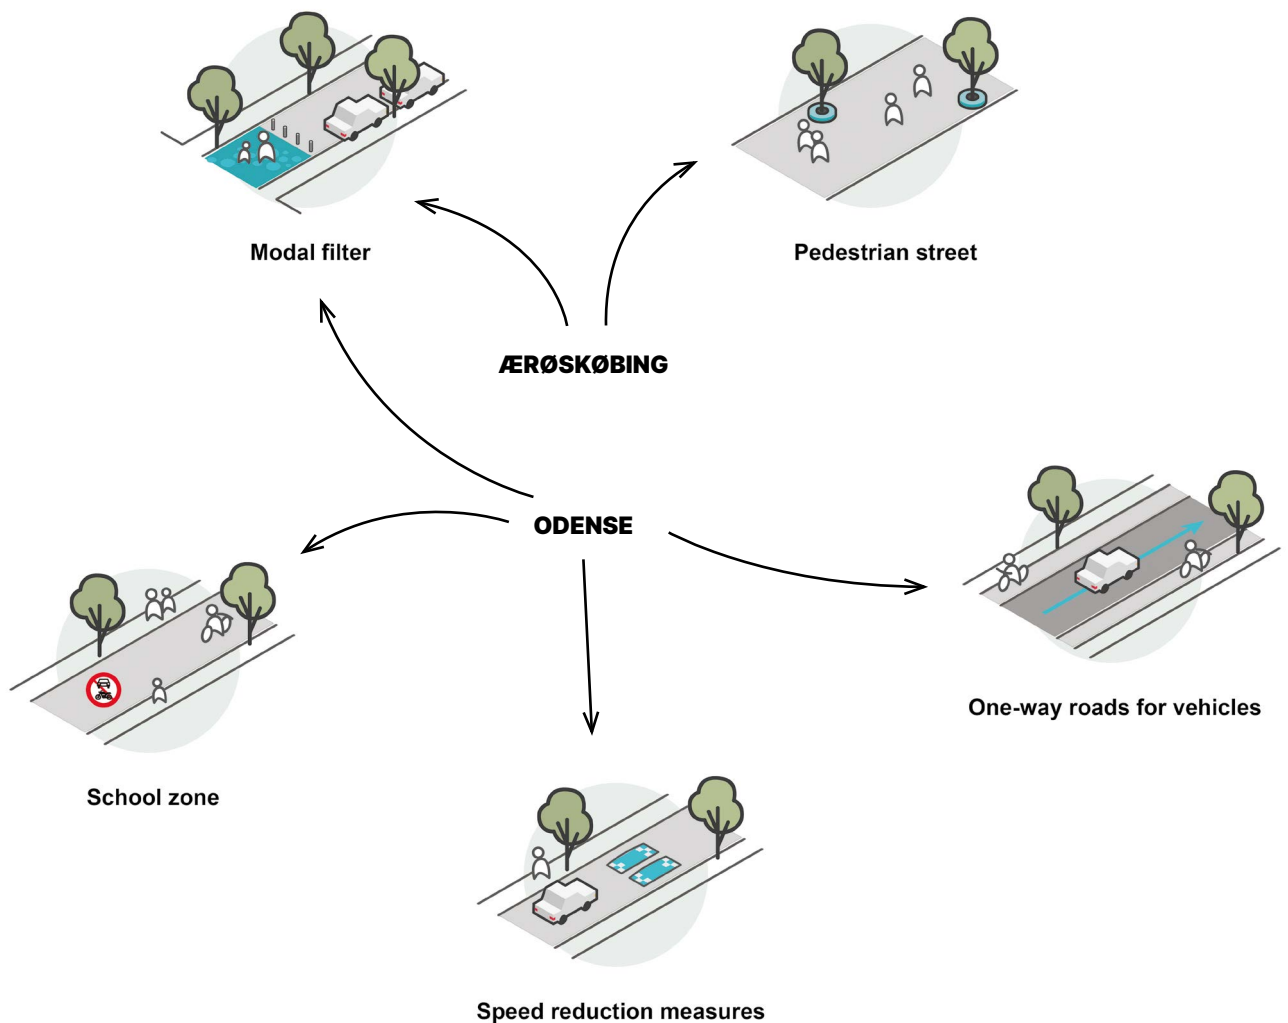 Modal filter
Pedestrian street
ÆRØSKØBING
ODENSE
One-way roads for vehicles
School zone
Speed reduction measures